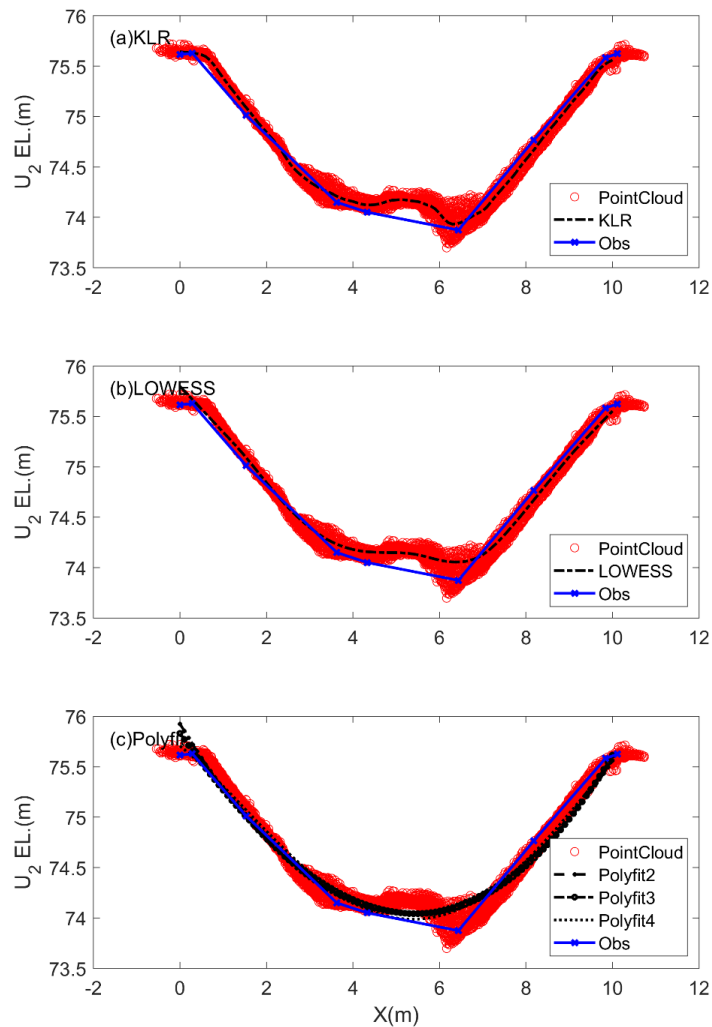 (a)KLR
76
75.5
75
74.5
74
73.5
U2 EL.(m)
-2
0
2
4
6
8
10
12
PointCloud
KLR
Obs
(b)LOWESS
76
75.5
75
74.5
74
73.5
U2 EL.(m)
-2
0
2
4
6
8
10
12
PointCloud
LOWESS
Obs
(c)Polyfit
76
75.5
75
74.5
74
73.5
U2 EL.(m)
-2
0
2
4
6
8
10
12
PointCloud
Polyfit2
Polyfit3
Polyfit4
Obs
X(m)